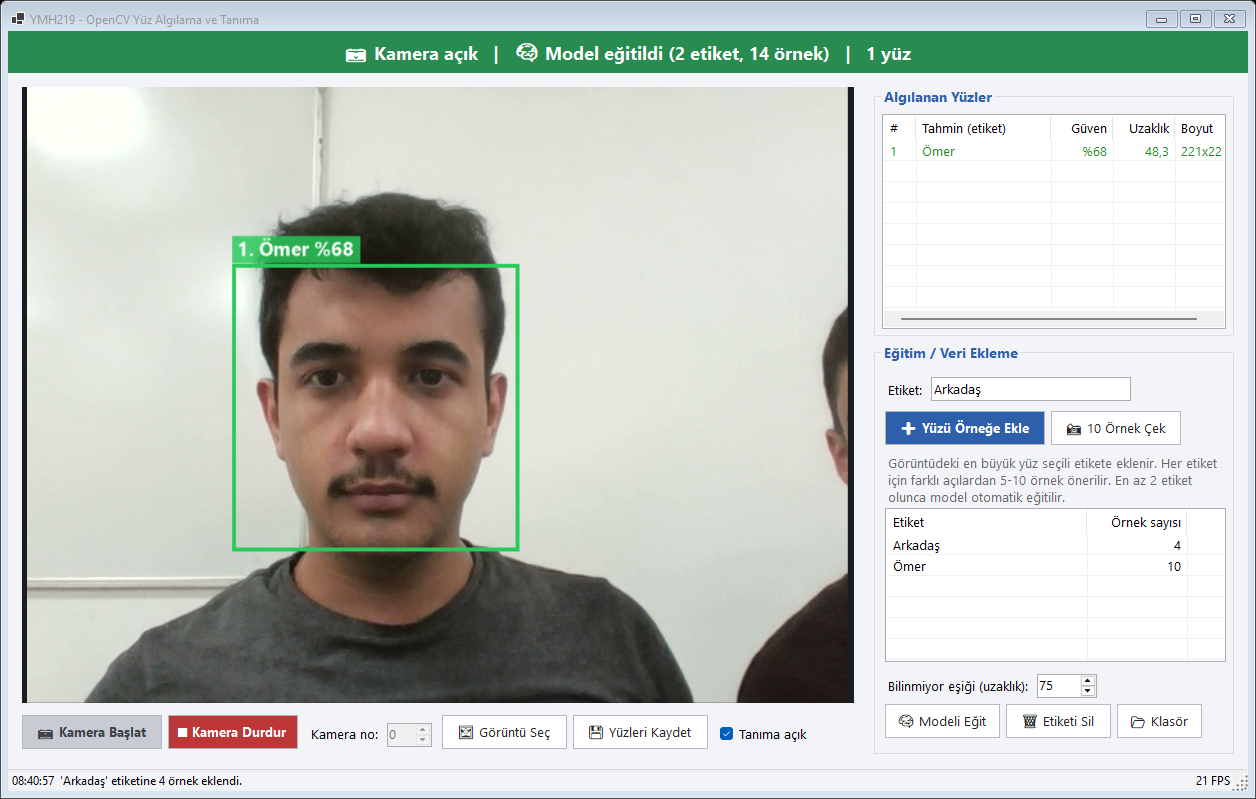 YMH219 - OpenCV Yüz Algılama ve Tanıma
Kamera açık | Model eğitildi (2 etiket, 14 örnek) | 1 yüz
1. Ömer %68
Algılanan Yüzler
# Tahmin (etiket) Güven Uzaklık Boyut
1 Ömer %68 48,3 221x22
Eğitim / Veri Ekleme
Etiket: Arkadaş
Yüzü Örneğe Ekle 10 Örnek Çek
Görüntüdeki en büyük yüz seçili etikete eklenir. Her etiket
için farklı açılardan 5-10 örnek önerilir. En az 2 etiket
olunca model otomatik eğitilir.
Etiket Örnek sayısı
Arkadaş 4
Ömer 10
Bilinmiyor eşiği (uzaklık): 75
Modeli Eğit Etiketi Sil Klasör
Kamera Başlat Kamera Durdur Kamera no: 0 Görüntü Seç Yüzleri Kaydet Tanıma açık
08:40:57 'Arkadaş' etiketine 4 örnek eklendi. 21 FPS